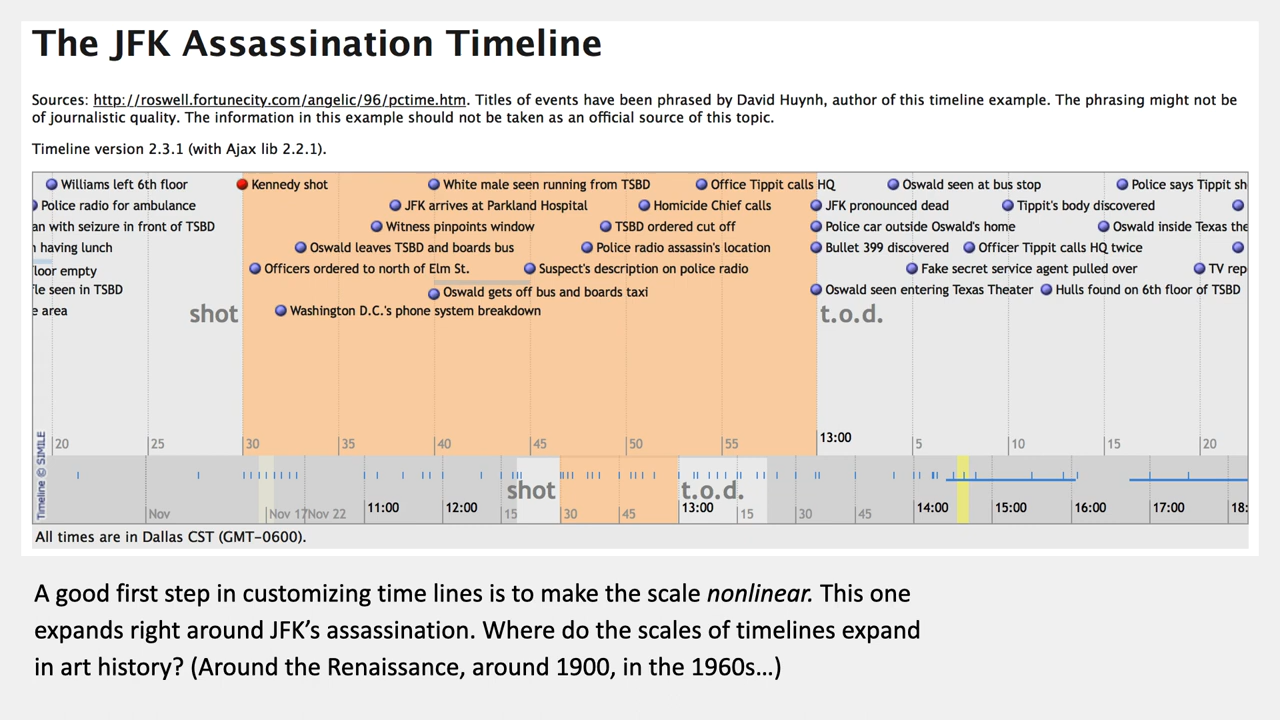 The JFK Assassination Timeline
Sources: http://roswell.fortunecity.com/angelic/96/pctime.htm. Titles of events have been phrased by David Huynh, author of this timeline example. The phrasing might not be
of journalistic quality. The information in this example should not be taken as an official source of this topic.
Timeline version 2.3.1 (with Ajax lib 2.2.1).
Williams left 6th floor Kennedy shot White male seen running from TSBD Office Tippit calls HQ Oswald seen at bus stop Police says Tippit sh
Police radio for ambulance JFK arrives at Parkland Hospital Homicide Chief calls JFK pronounced dead Tippit's body discovered
an with seizure in front of TSBD Witness pinpoints window TSBD ordered cut off Police car outside Oswald's home Oswald inside Texas the
having lunch Oswald leaves TSBD and boards bus Police radio assassin's location Bullet 399 discovered Officer Tippit calls HQ twice
loor empty Officers ordered to north of Elm St. Suspect's description on police radio Fake secret service agent pulled over TV rep
fle seen in TSBD Oswald gets off bus and boards taxi Oswald seen entering Texas Theater Hulls found on 6th floor of TSBD
e area shot Washington D.C.'s phone system breakdown t.o.d.
20 25 30 35 40 45 50 55 13:00 5 10 15 20
Timeline © SIMILE
shot t.o.d.
Nov Nov 17 Nov 22 11:00 12:00 15 30 45 13:00 15 30 45 14:00 15:00 16:00 17:00 18:
All times are in Dallas CST (GMT-0600).
A good first step in customizing time lines is to make the scale nonlinear. This one
expands right around JFK’s assassination. Where do the scales of timelines expand
in art history? (Around the Renaissance, around 1900, in the 1960s…)